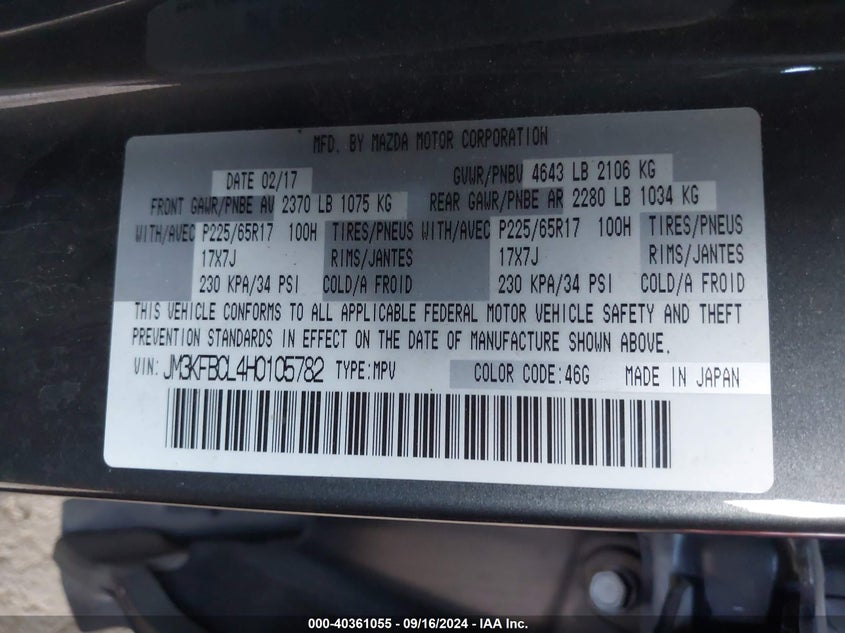 MFD. BY MAZDA MOTOR CORPORATION
DATE 02/17 GVWR/PNBV 4643 LB 2106 KG
FRONT GAWR/PNBE AV 2370 LB 1075 KG REAR GAWR/PNBE AR 2280 LB 1034 KG
WITH/AVEC P225/65R17 100H TIRES/PNEUS WITH/AVEC P225/65R17 100H TIRES/PNEUS
17X7J RIMS/JANTES 17X7J RIMS/JANTES
230 KPA/34 PSI COLD/A FROID 230 KPA/34 PSI COLD/A FROID
THIS VEHICLE CONFORMS TO ALL APPLICABLE FEDERAL MOTOR VEHICLE SAFETY AND THEFT
PREVENTION STANDARDS IN EFFECT ON THE DATE OF MANUFACTURE SHOWN ABOVE.
VIN: JM3KFBCL4H0105782 TYPE:MPV COLOR CODE:46G MADE IN JAPAN
000-40361055 - 09/16/2024 - IAA Inc.